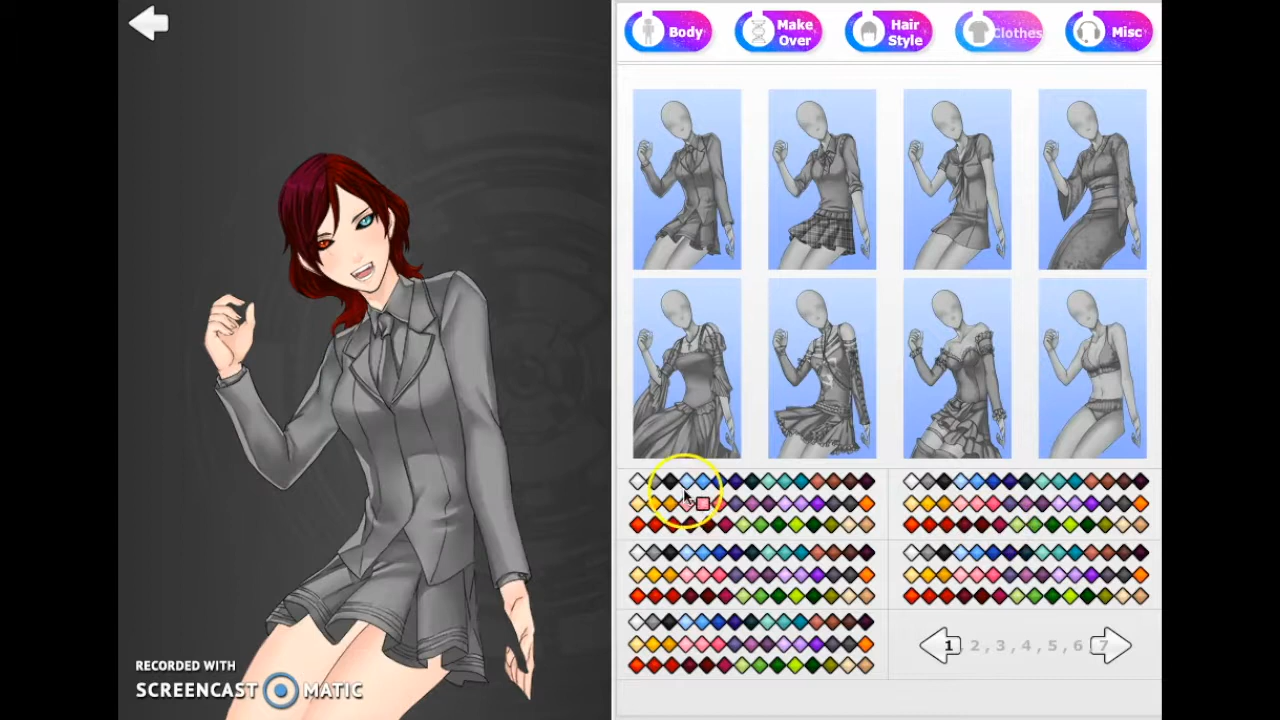 Body
Make
Over
Hair
Style
Clothes
Misc
1 2, 3, 4, 5, 6 7
RECORDED WITH
SCREENCAST MATIC